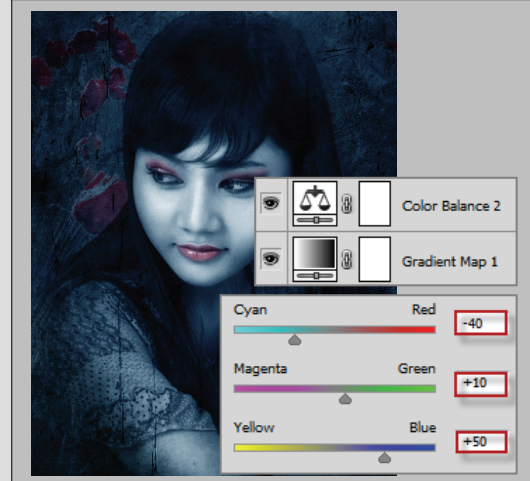 Color Balance 2
Gradient Map 1
Cyan Red -40
Magenta Green +10
Yellow Blue +50